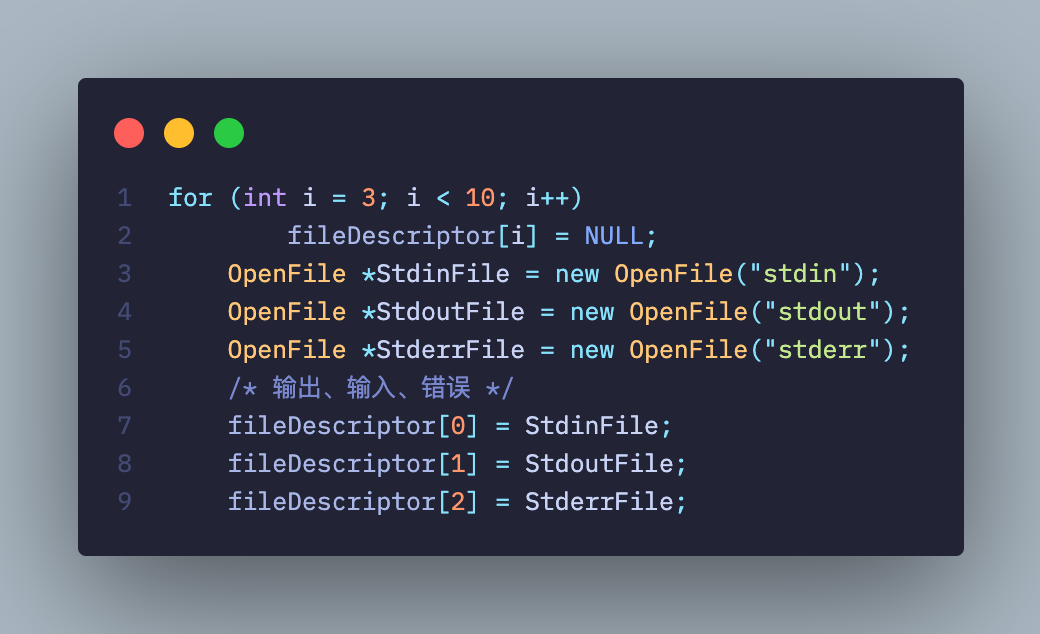 1 for (int i = 3; i < 10; i++)
2         fileDescriptor[i] = NULL;
3     OpenFile *StdinFile = new OpenFile("stdin");
4     OpenFile *StdoutFile = new OpenFile("stdout");
5     OpenFile *StderrFile = new OpenFile("stderr");
6     /* 输出、输入、错误 */
7     fileDescriptor[0] = StdinFile;
8     fileDescriptor[1] = StdoutFile;
9     fileDescriptor[2] = StderrFile;